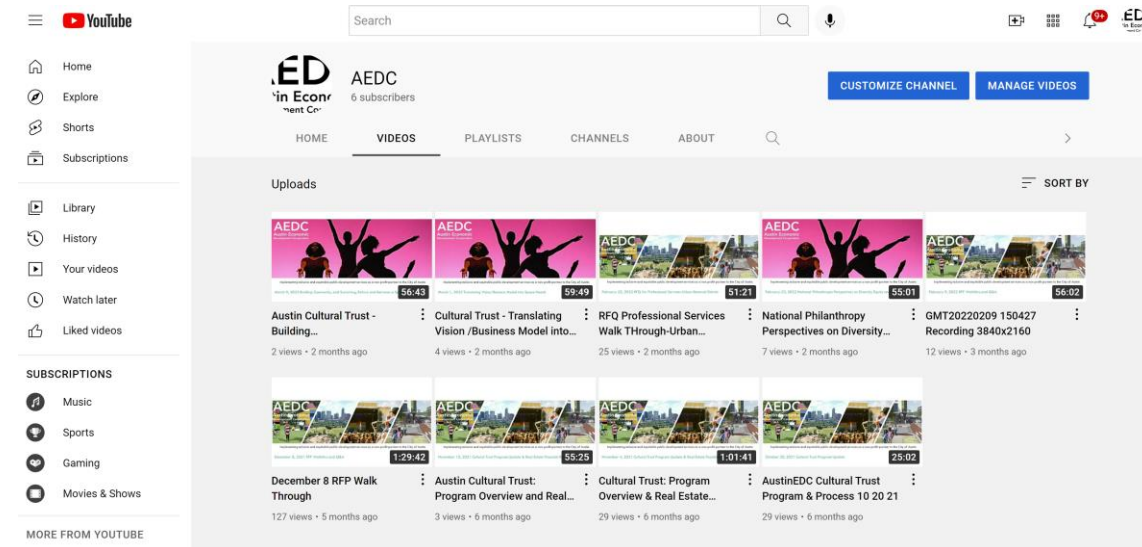 YouTube
Search
9+
Home
Explore
Shorts
Subscriptions
Library
History
Your videos
Watch later
Liked videos
SUBSCRIPTIONS
Music
Sports
Gaming
Movies & Shows
MORE FROM YOUTUBE
AEDC
6 subscribers
CUSTOMIZE CHANNEL
MANAGE VIDEOS
HOME VIDEOS PLAYLISTS CHANNELS ABOUT
Uploads
SORT BY
AEDC
56:43
Austin Cultural Trust -
Building...
2 views • 2 months ago
AEDC
59:49
Cultural Trust - Translating
Vision /Business Model into...
4 views • 2 months ago
AEDC
51:21
RFQ Professional Services
Walk THrough-Urban...
25 views • 2 months ago
AEDC
55:01
National Philanthropy
Perspectives on Diversity...
7 views • 2 months ago
AEDC
56:02
GMT20220209 150427
Recording 3840x2160
12 views • 3 months ago
AEDC
1:29:42
December 8 RFP Walk
Through
127 views • 5 months ago
AEDC
55:25
Austin Cultural Trust:
Program Overview and Real...
3 views • 6 months ago
AEDC
1:01:41
Cultural Trust: Program
Overview & Real Estate...
29 views • 6 months ago
AEDC
25:02
AustinEDC Cultural Trust
Program & Process 10 20 21
29 views • 6 months ago